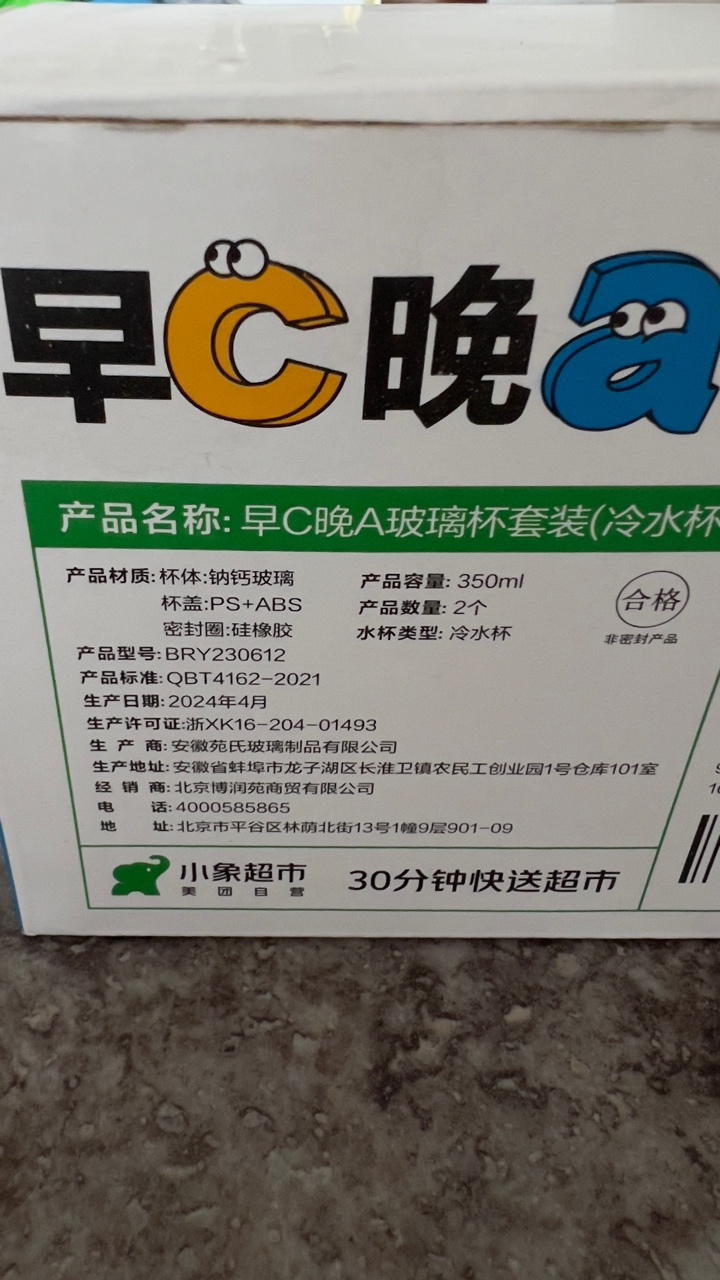 早C晚a
产品名称: 早C晚A玻璃杯套装(冷水杯
产品材质: 杯体:钠钙玻璃 产品容量: 350ml
杯盖:PS+ABS 产品数量: 2个
密封圈:硅橡胶 水杯类型: 冷水杯
合格
非密封产品
产品型号: BRY230612
产品标准: QBT4162-2021
生产日期: 2024年4月
生产许可证: 浙XK16-204-01493
生产商: 安徽苑氏玻璃制品有限公司
生产地址: 安徽省蚌埠市龙子湖区长淮卫镇农民工创业园1号仓库101室
经销商: 北京博润苑商贸有限公司
电话: 4000585865
地址: 北京市平谷区林荫北街13号1幢9层901-09
小象超市
美团自营
30分钟快送超市